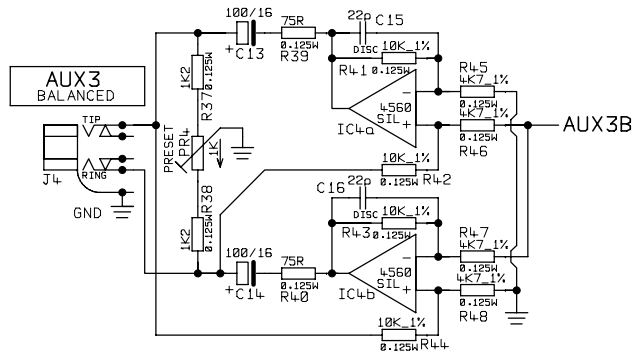 100/16
+
C13
75R
0.125W
R39
22p
C15
DISC
10K_1%
R41
0.125W
R45
4K7_1%
0.125W
4K7_1%
0.125W
R46
-
+
4560
SIL
IC4a
AUX3B
AUX3
BALANCED
1K2
0.125W
R37
TIP
RING
J4
GND
PRESET
PR4
1K
10K_1%
0.125W
R42
C16
22p
DISC
10K_1%
R43
0.125W
1K2
0.125W
R38
100/16
+
C14
75R
0.125W
R40
-
+
4560
SIL
IC4b
R47
4K7_1%
0.125W
4K7_1%
0.125W
R48
10K_1%
0.125W
R44